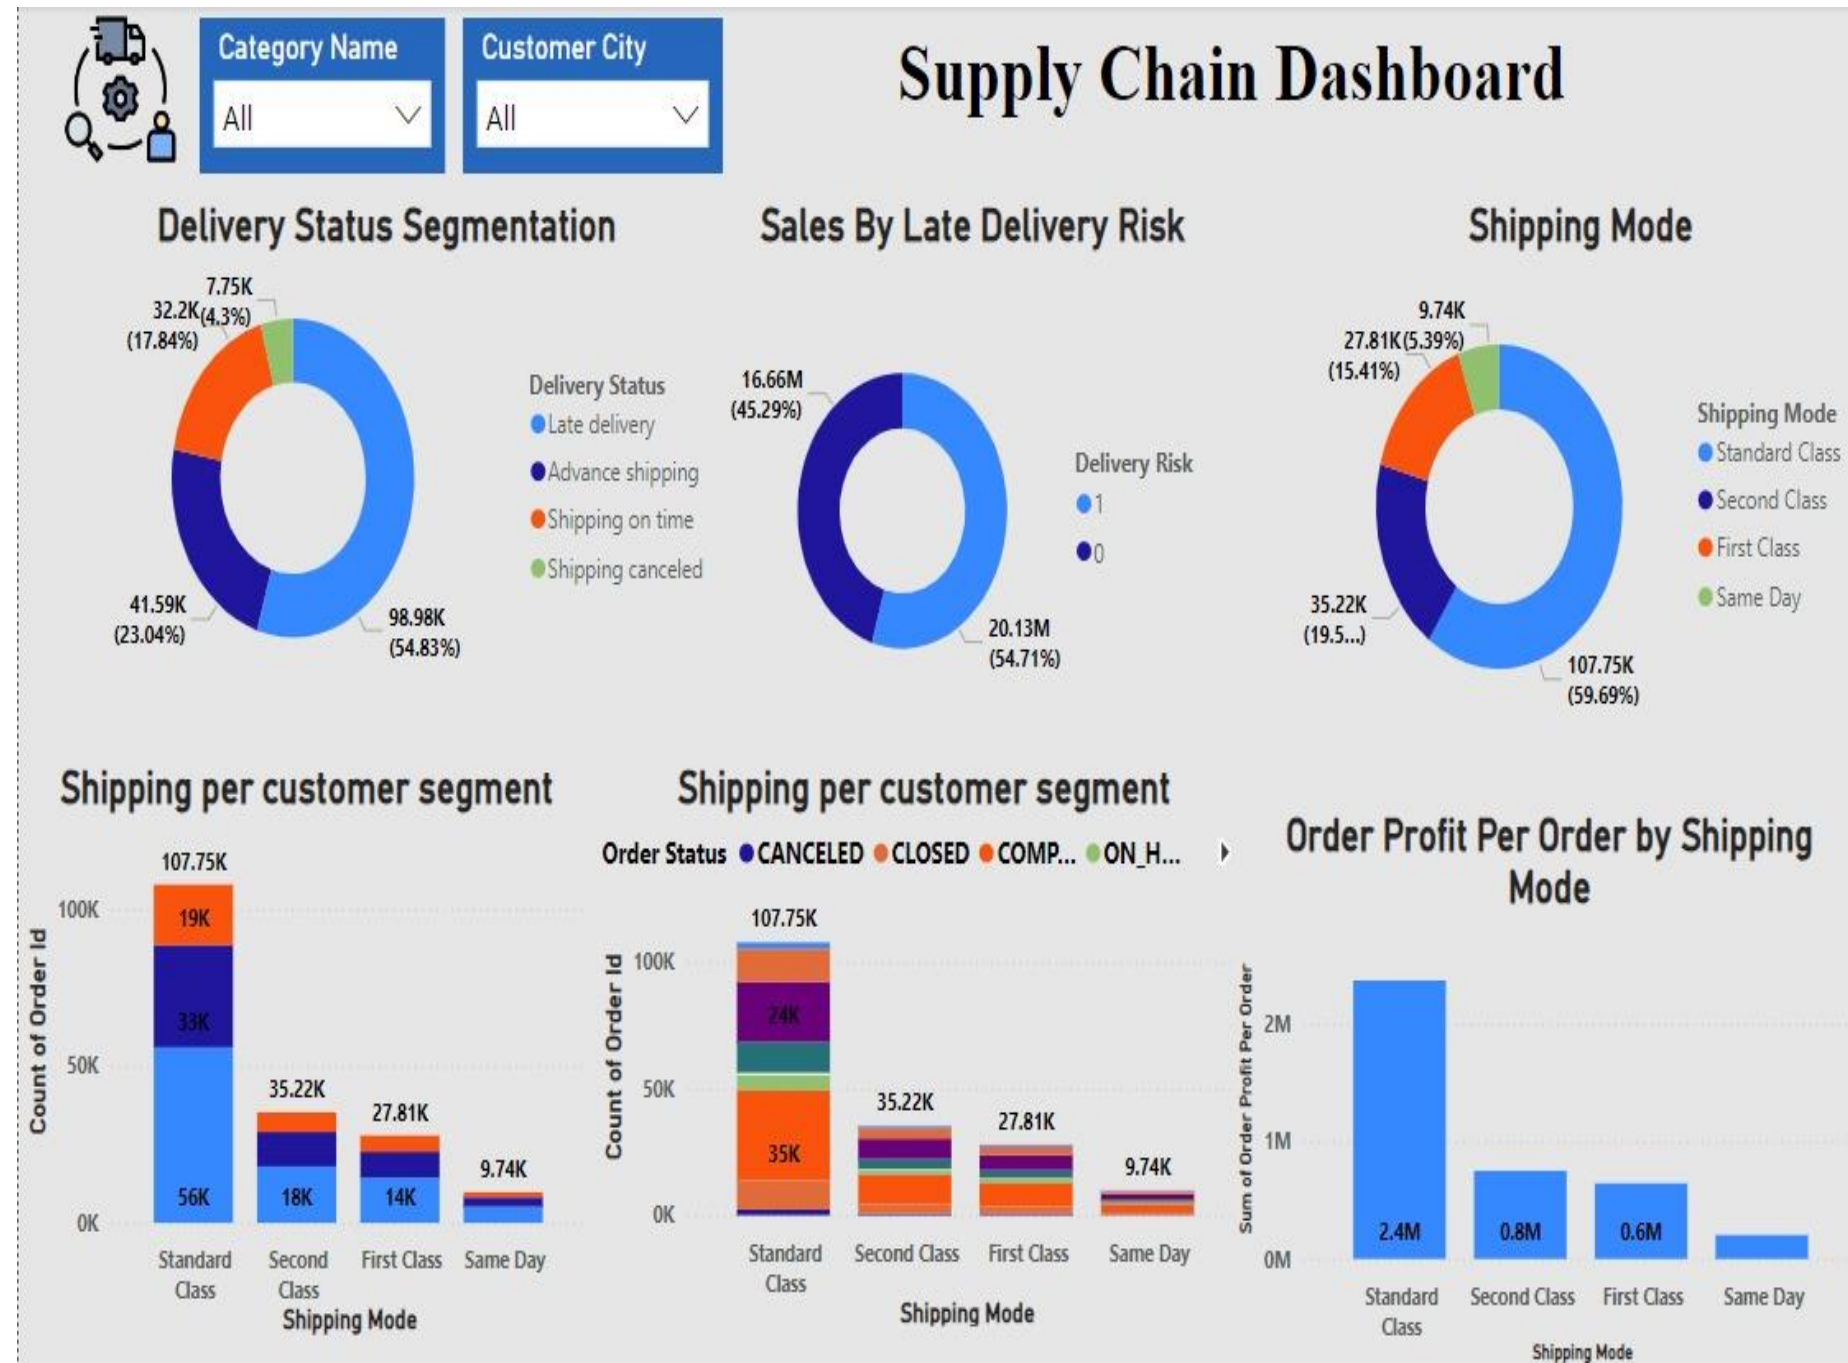 Category Name
All
Customer City
All
Supply Chain Dashboard
Delivery Status Segmentation
7.75K
(4.3%)
32.2K
(17.84%)
41.59K
(23.04%)
98.98K
(54.83%)
Delivery Status
Late delivery
Advance shipping
Shipping on time
Shipping canceled
Sales By Late Delivery Risk
16.66M
(45.29%)
20.13M
(54.71%)
Delivery Risk
1
0
Shipping Mode
9.74K
(5.39%)
27.81K
(15.41%)
35.22K
(19.5...)
107.75K
(59.69%)
Shipping Mode
Standard Class
Second Class
First Class
Same Day
Shipping per customer segment
Count of Order Id
100K
50K
0K
107.75K
19K
33K
56K
35.22K
18K
27.81K
14K
9.74K
Standard
Class
Second
Class
First Class
Same Day
Shipping Mode
Shipping per customer segment
Order Status CANCELED CLOSED COMP... ON_H...
Count of Order Id
100K
50K
0K
107.75K
24K
35K
35.22K
27.81K
9.74K
Standard
Class
Second Class
First Class
Same Day
Shipping Mode
Order Profit Per Order by Shipping
Mode
Sum of Order Profit Per Order
2M
1M
0M
2.4M
0.8M
0.6M
Standard
Class
Second Class
First Class
Same Day
Shipping Mode